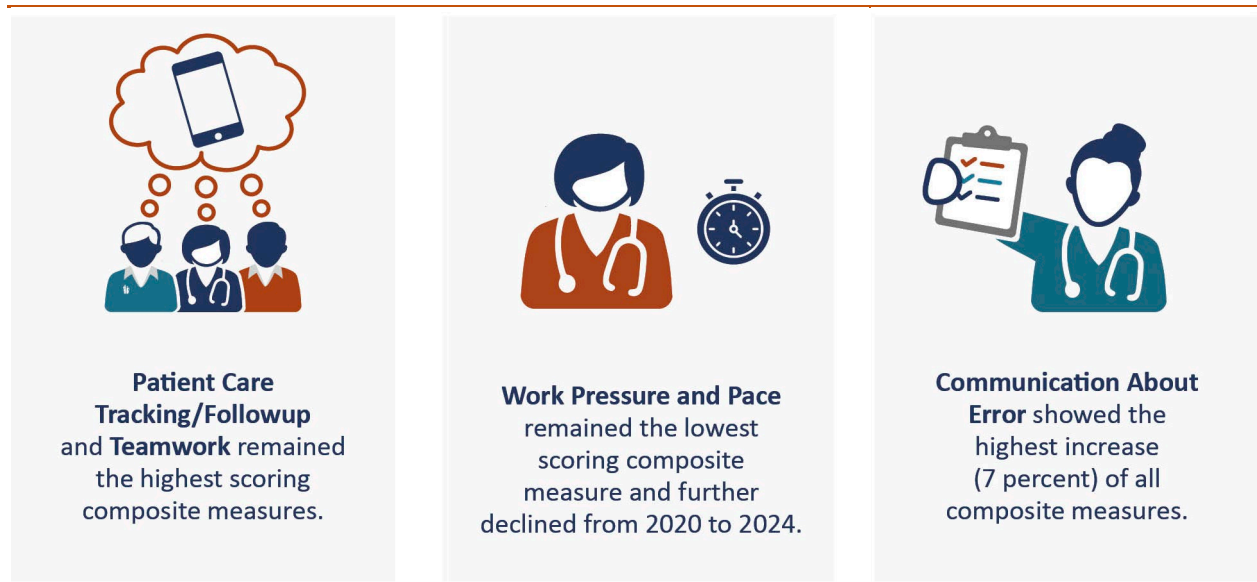 Patient Care
Tracking/Followup
and Teamwork remained
the highest scoring
composite measures.
Work Pressure and Pace
remained the lowest
scoring composite
measure and further
declined from 2020 to 2024.
Communication About
Error showed the
highest increase
(7 percent) of all
composite measures.